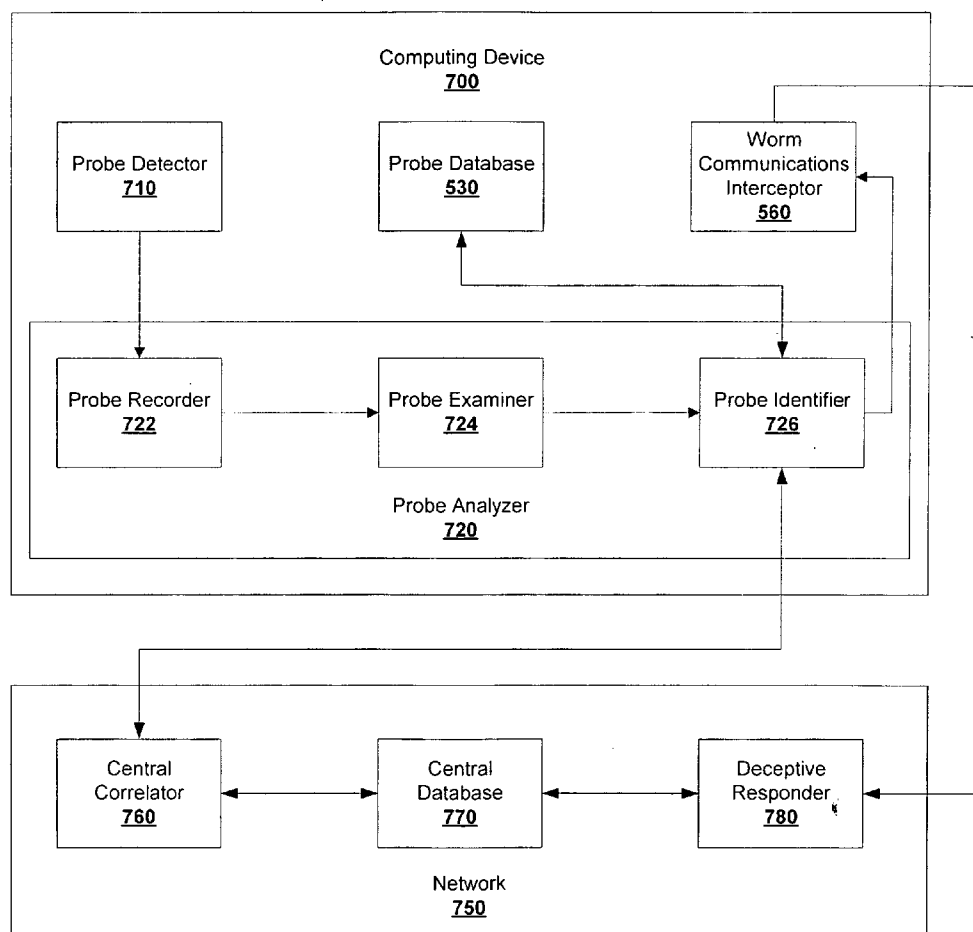 Computing Device
700
Probe Detector
710
Probe Database
530
Worm
Communications
Interceptor
560
Probe Recorder
722
Probe Examiner
724
Probe Identifier
726
Probe Analyzer
720
Central
Correlator
760
Central
Database
770
Deceptive
Responder
780
Network
750